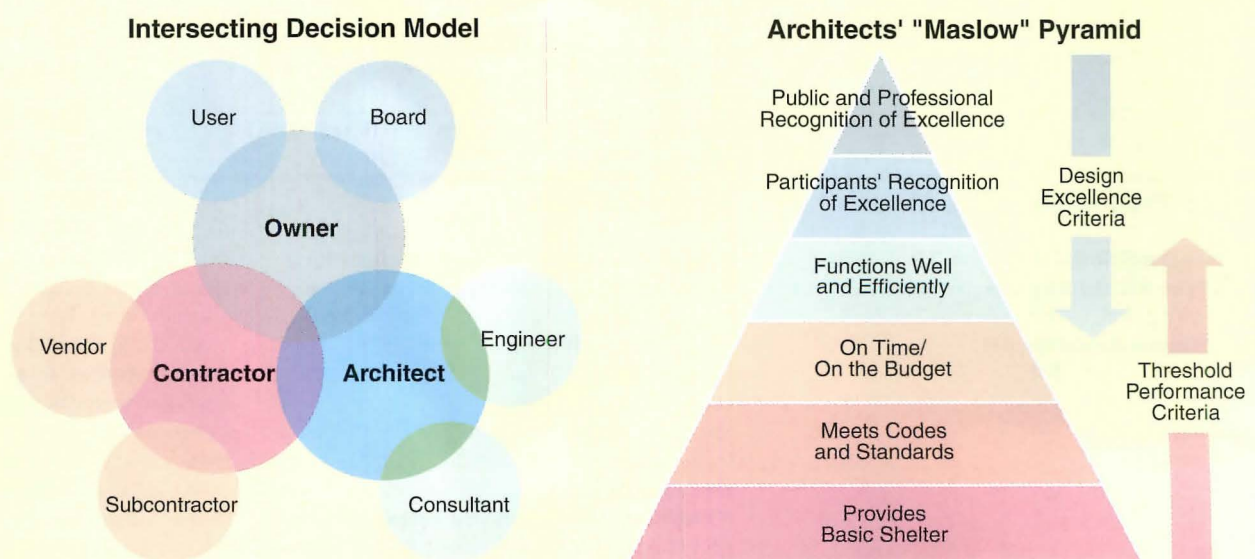 Intersecting Decision Model
User
Board
Owner
Vendor
Contractor
Architect
Engineer
Subcontractor
Consultant
Architects' "Maslow" Pyramid
Public and Professional
Recognition of Excellence
Participants' Recognition
of Excellence
Functions Well
and Efficiently
On Time/
On the Budget
Meets Codes
and Standards
Provides
Basic Shelter
Design
Excellence
Criteria
Threshold
Performance
Criteria